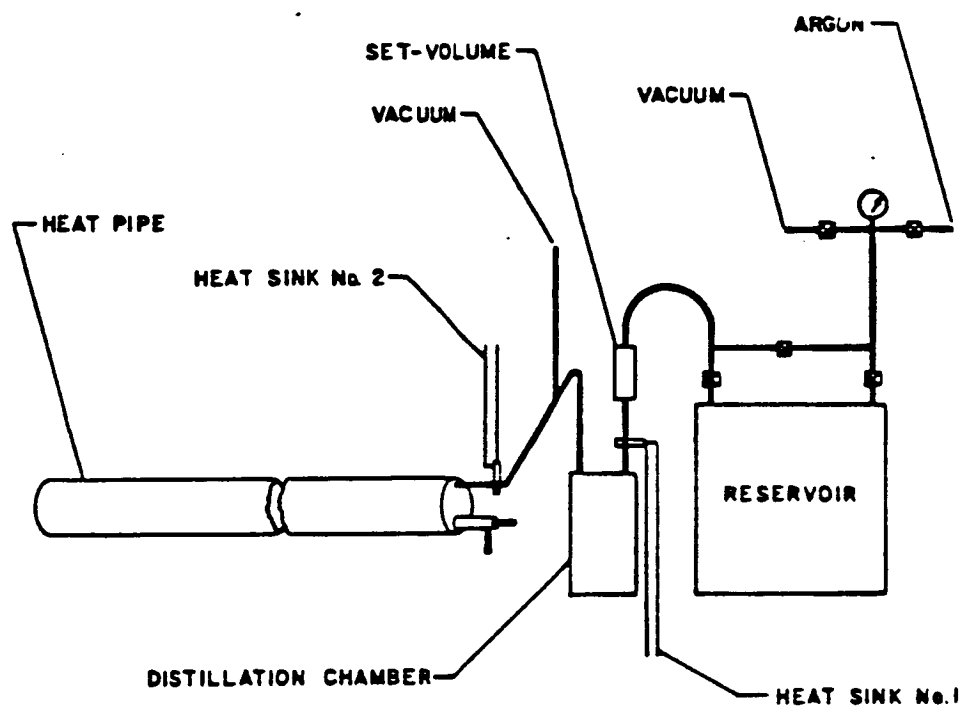 ARGON
SET-VOLUME
VACUUM
VACUUM
HEAT PIPE
HEAT SINK No. 2
RESERVOIR
DISTILLATION CHAMBER
HEAT SINK No. 1